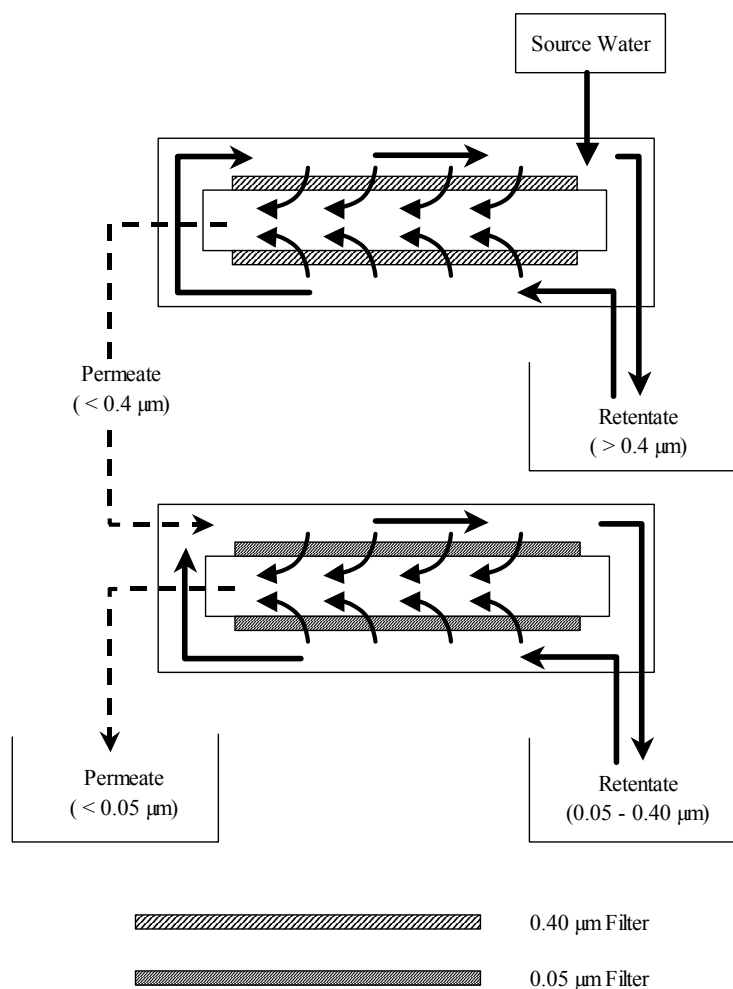 Source Water
Permeate
( < 0.4 μm)
Retentate
( > 0.4 μm)
Permeate
( < 0.05 μm)
Retentate
(0.05 - 0.40 μm)
0.40 μm Filter
0.05 μm Filter